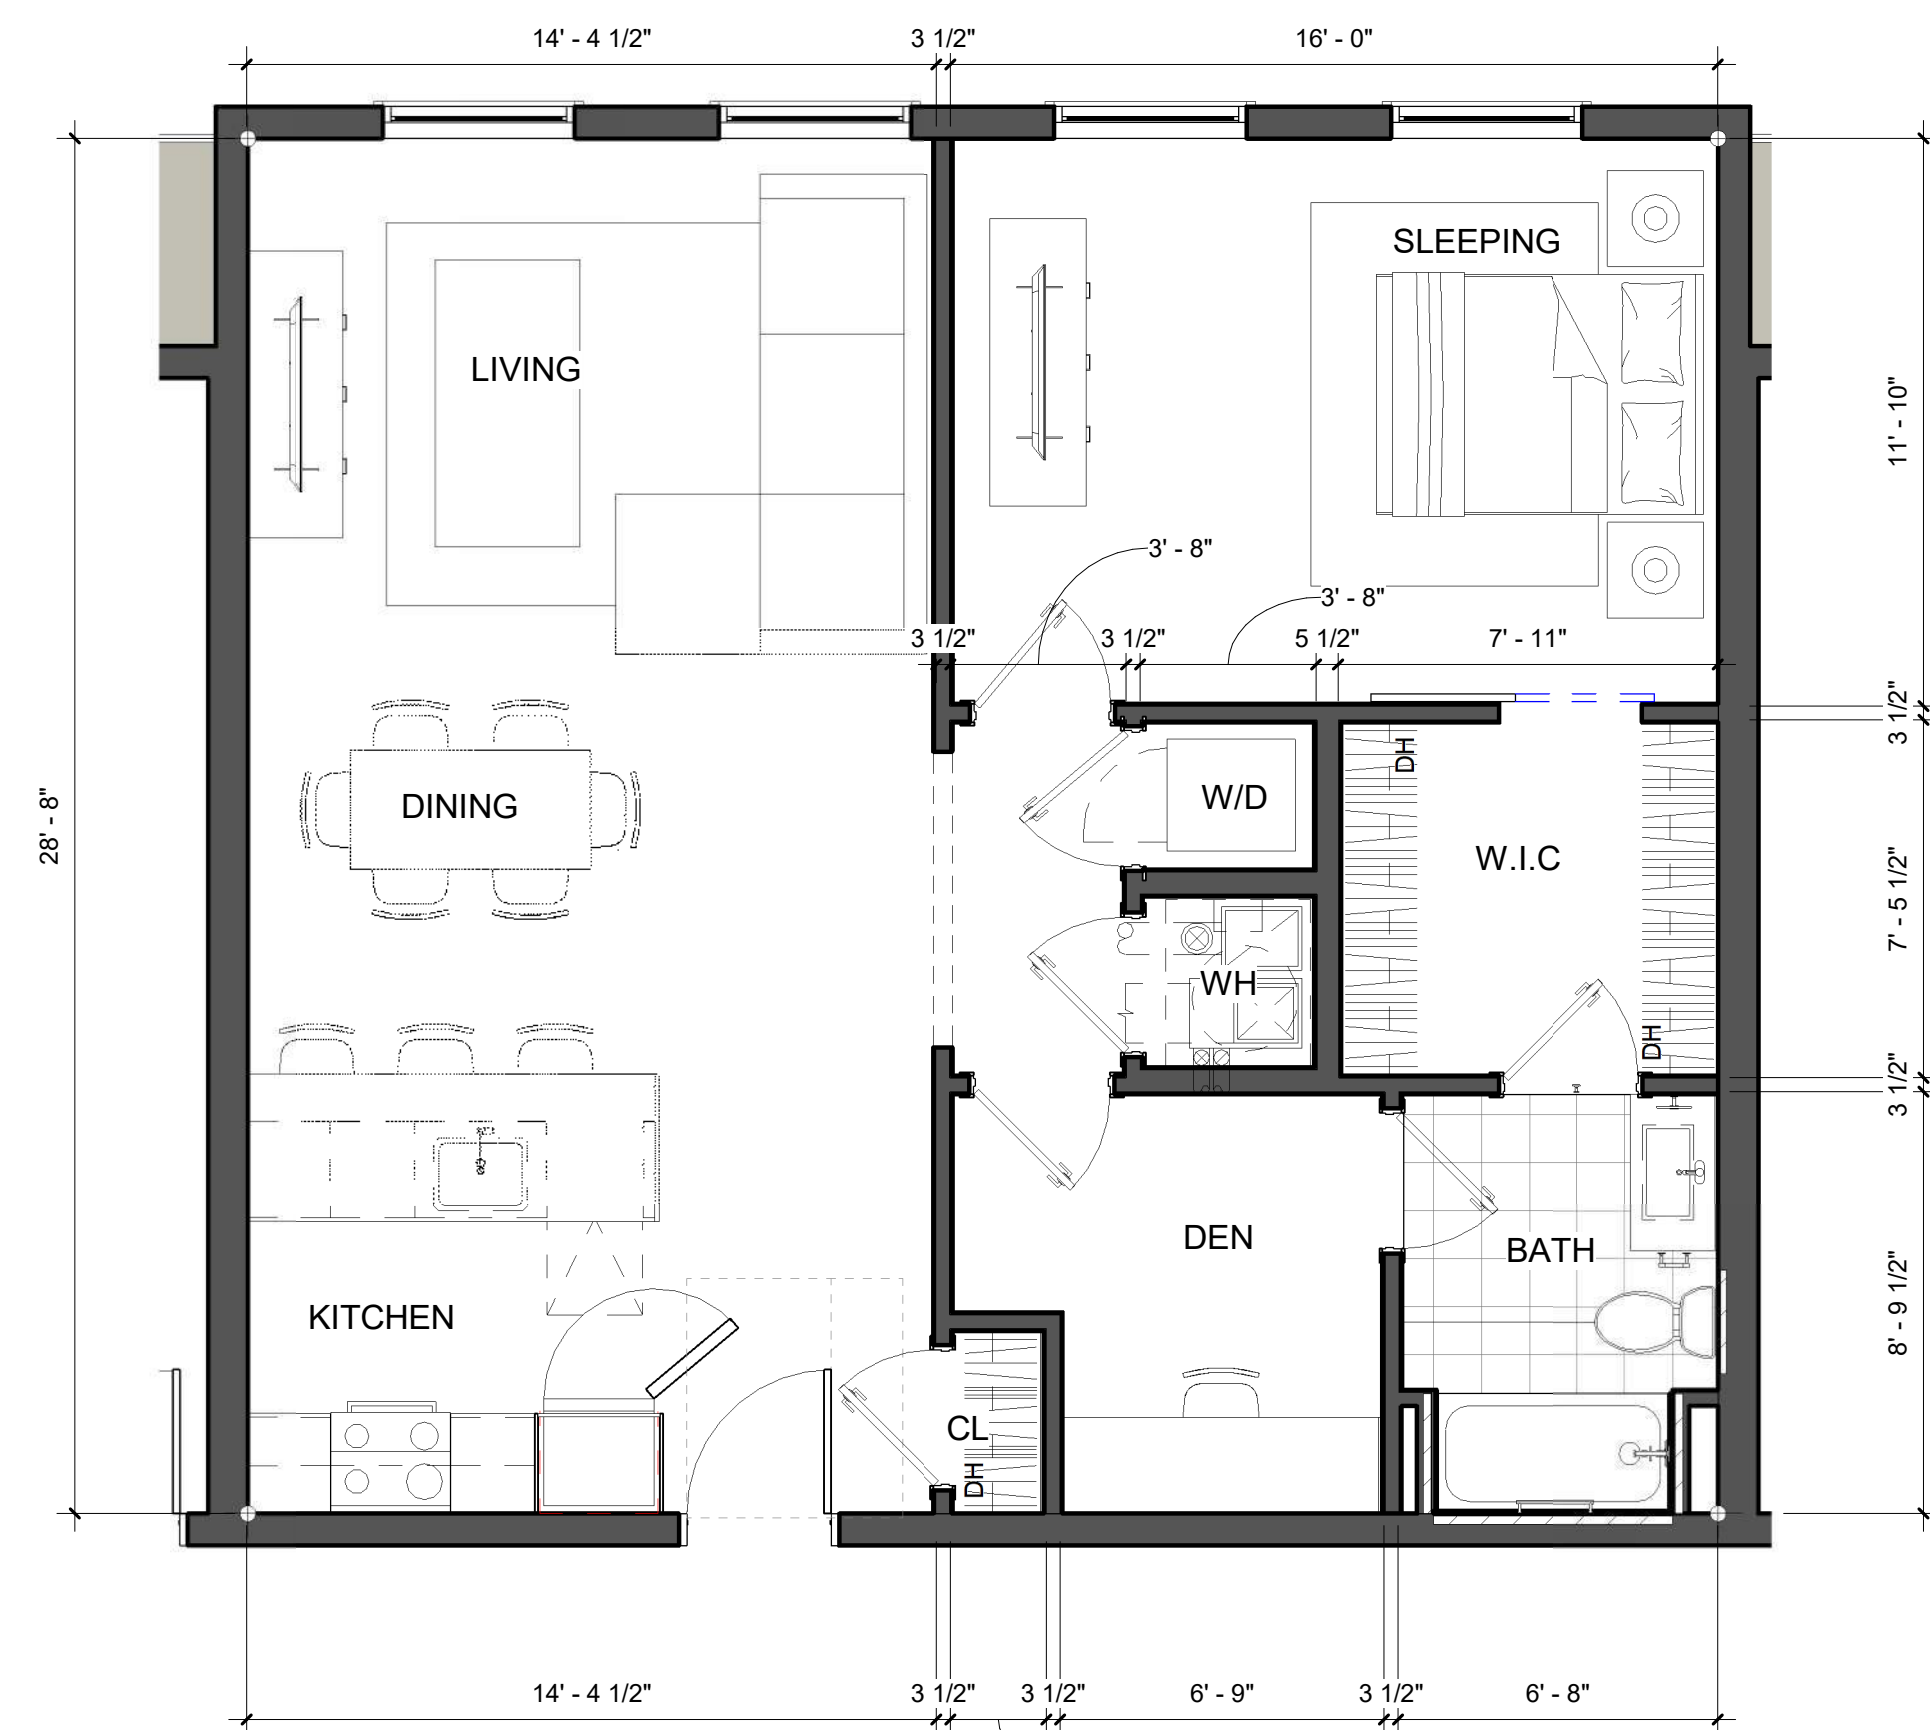 14' - 4 1/2" 3 1/2" 16' - 0"
SLEEPING
LIVING
11' - 10"
3' - 8"
3' - 8"
3 1/2" 3 1/2" 5 1/2" 7' - 11"
3 1/2"
DH
28' - 8"
DINING
W/D
W.I.C
7' - 5 1/2"
WH
DH
3 1/2"
DEN
BATH
KITCHEN
8' - 9 1/2"
CL
DH
14' - 4 1/2" 3 1/2" 3 1/2" 6' - 9" 3 1/2" 6' - 8"